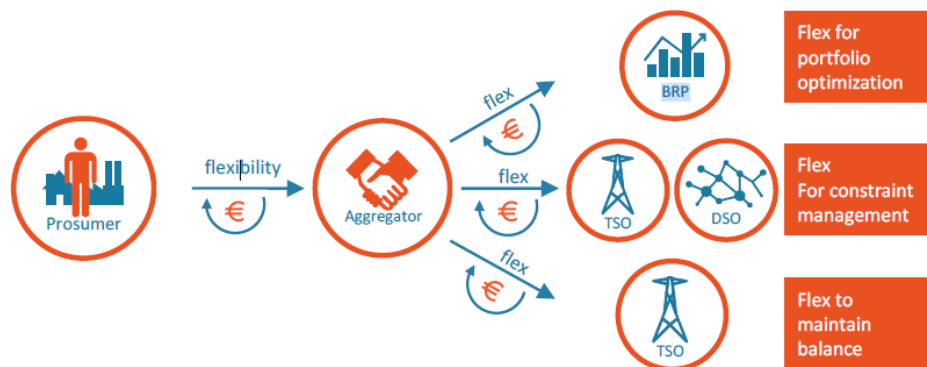 Prosumer
flexibility
€
Aggregator
flex
€
BRP
Flex for
portfolio
optimization
flex
€
TSO
DSO
Flex
For constraint
management
flex
€
TSO
Flex to
maintain
balance